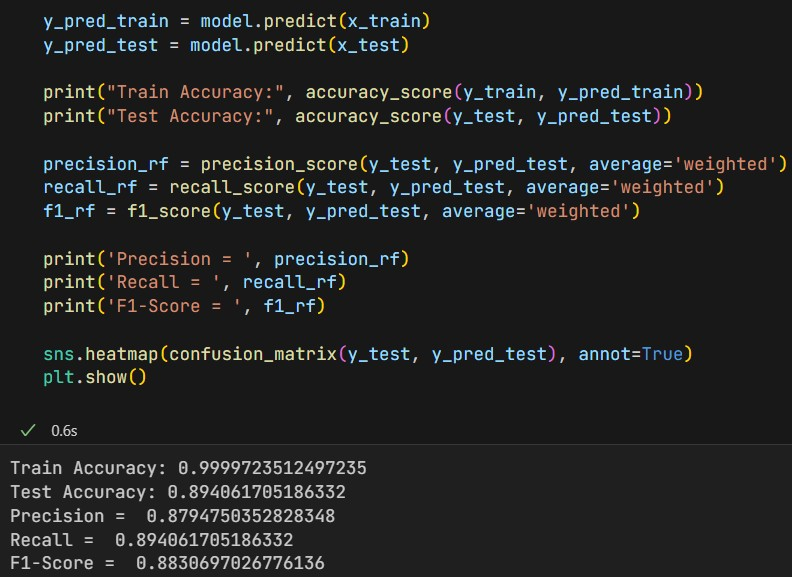 y_pred_train = model.predict(x_train)
y_pred_test = model.predict(x_test)
print("Train Accuracy:", accuracy_score(y_train, y_pred_train))
print("Test Accuracy:", accuracy_score(y_test, y_pred_test))
precision_rf = precision_score(y_test, y_pred_test, average='weighted')
recall_rf = recall_score(y_test, y_pred_test, average='weighted')
f1_rf = f1_score(y_test, y_pred_test, average='weighted')
print('Precision = ', precision_rf)
print('Recall = ', recall_rf)
print('F1-Score = ', f1_rf)
sns.heatmap(confusion_matrix(y_test, y_pred_test), annot=True)
plt.show()
0.6s
Train Accuracy: 0.9999723512497235
Test Accuracy: 0.894061705186332
Precision =  0.8794750352828348
Recall =  0.894061705186332
F1-Score =  0.8830697026776136